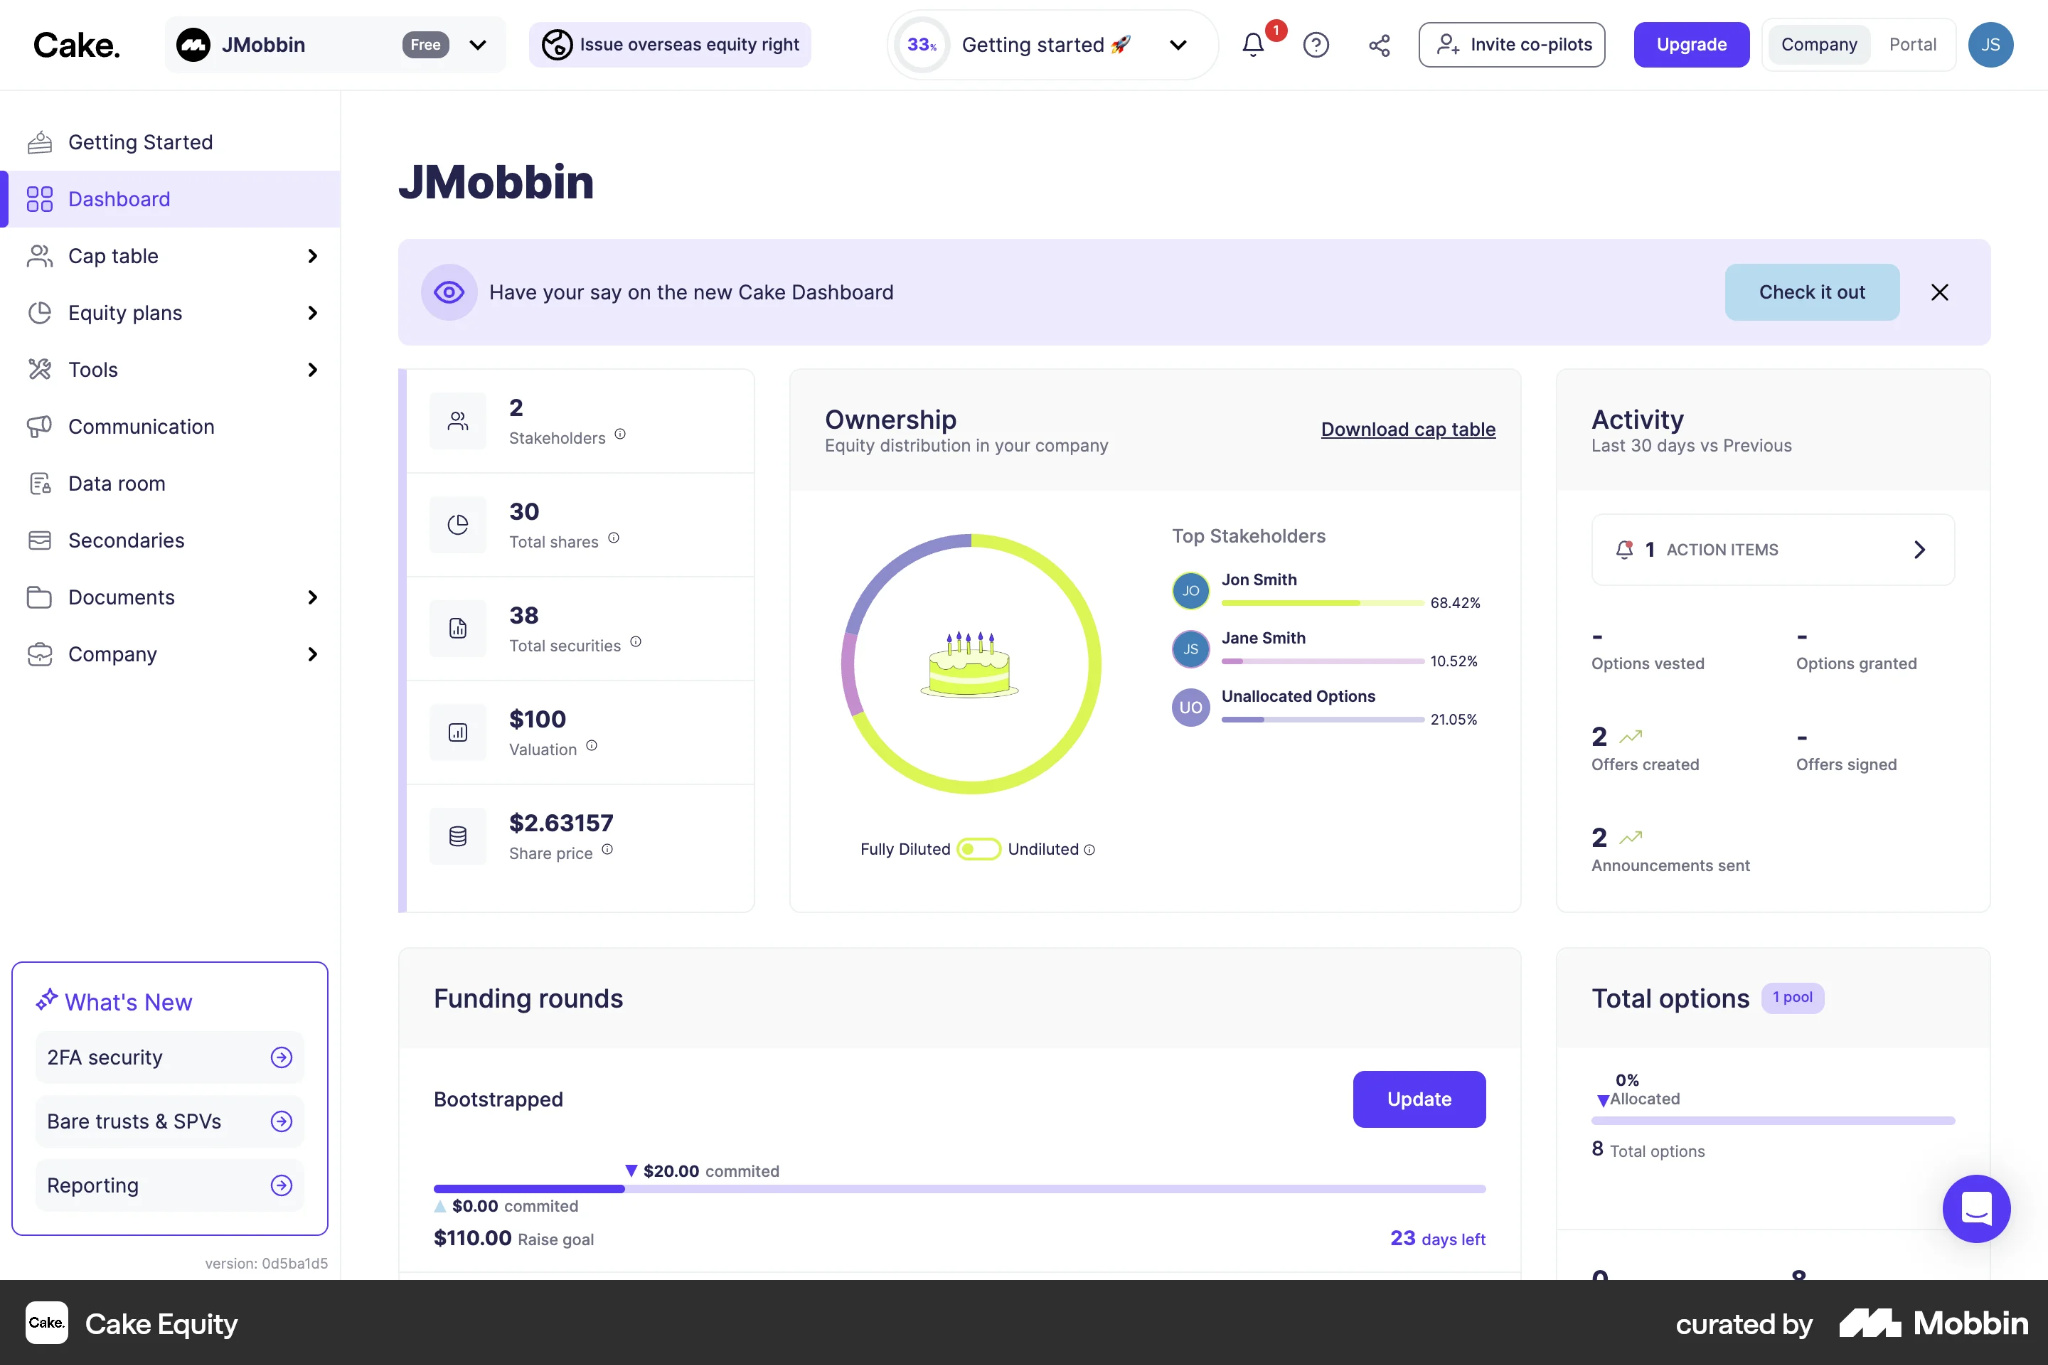 Cake.
JMobbin
Free
Issue overseas equity right
33%
Getting started 🚀
1
Invite co-pilots
Upgrade
Company
Portal
JS
Getting Started
Dashboard
Cap table
Equity plans
Tools
Communication
Data room
Secondaries
Documents
Company
What's New
2FA security
Bare trusts & SPVs
Reporting
version: 0d5ba1d5
JMobbin
Have your say on the new Cake Dashboard
Check it out
2
Stakeholders
30
Total shares
38
Total securities
$100
Valuation
$2.63157
Share price
Ownership
Equity distribution in your company
Download cap table
Fully Diluted
Undiluted
Top Stakeholders
JO
Jon Smith
68.42%
JS
Jane Smith
10.52%
UO
Unallocated Options
21.05%
Activity
Last 30 days vs Previous
1 ACTION ITEMS
-
Options vested
-
Options granted
2
Offers created
-
Offers signed
2
Announcements sent
Funding rounds
Bootstrapped
Update
$20.00 commited
$0.00 commited
$110.00 Raise goal
23 days left
Total options
1 pool
0%
Allocated
8 Total options
0
8
Cake.
Cake Equity
curated by
Mobbin